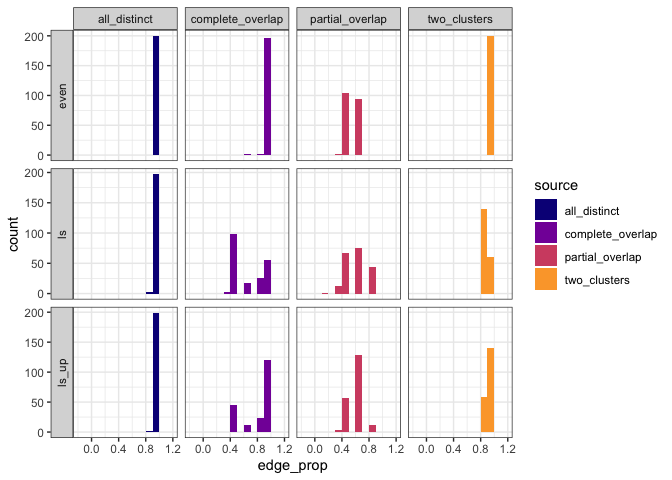 all_distinct complete_overlap partial_overlap two_clusters
200
150
100
50
0
even
200
150
100
50
0
ls
200
150
100
50
0
ls_up
count
0.0 0.4 0.8 1.2 0.0 0.4 0.8 1.2 0.0 0.4 0.8 1.2 0.0 0.4 0.8 1.2
edge_prop
source
all_distinct
complete_overlap
partial_overlap
two_clusters